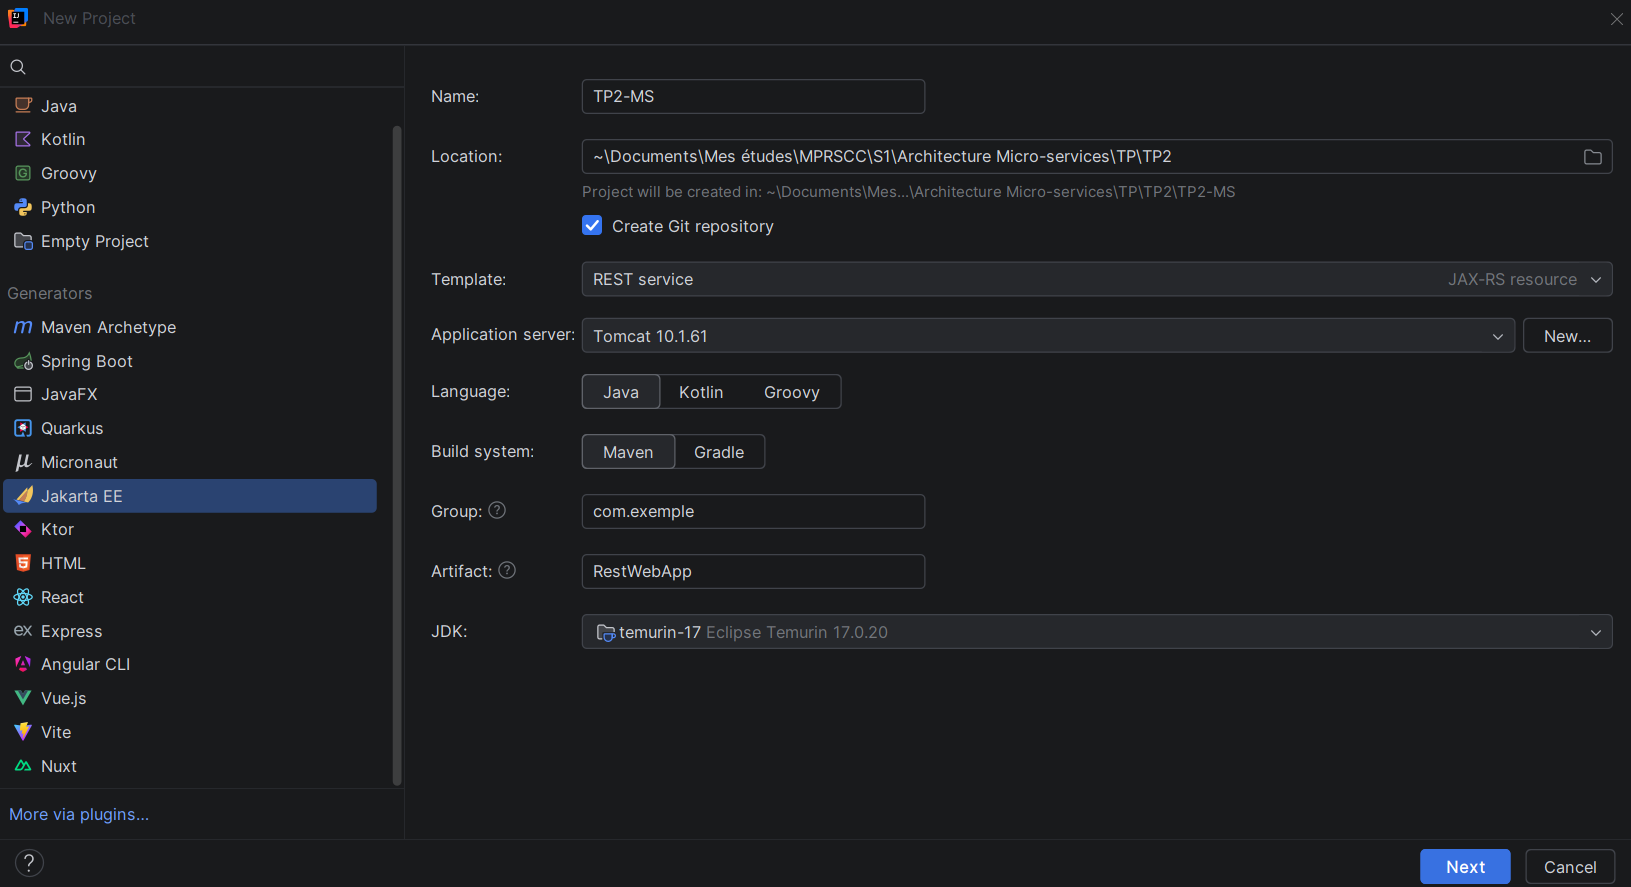 New Project
Java
Kotlin
Groovy
Python
Empty Project
Generators
Maven Archetype
Spring Boot
JavaFX
Quarkus
Micronaut
Jakarta EE
Ktor
HTML
React
Express
Angular CLI
Vue.js
Vite
Nuxt
More via plugins...
Name: TP2-MS
Location: ~\Documents\Mes études\MPRSCC\S1\Architecture Micro-services\TP\TP2
Project will be created in: ~\Documents\Mes...\Architecture Micro-services\TP\TP2\TP2-MS
Create Git repository
Template: REST service JAX-RS resource
Application server: Tomcat 10.1.61 New...
Language: Java Kotlin Groovy
Build system: Maven Gradle
Group: ? com.exemple
Artifact: ? RestWebApp
JDK: temurin-17 Eclipse Temurin 17.0.20
? Next Cancel